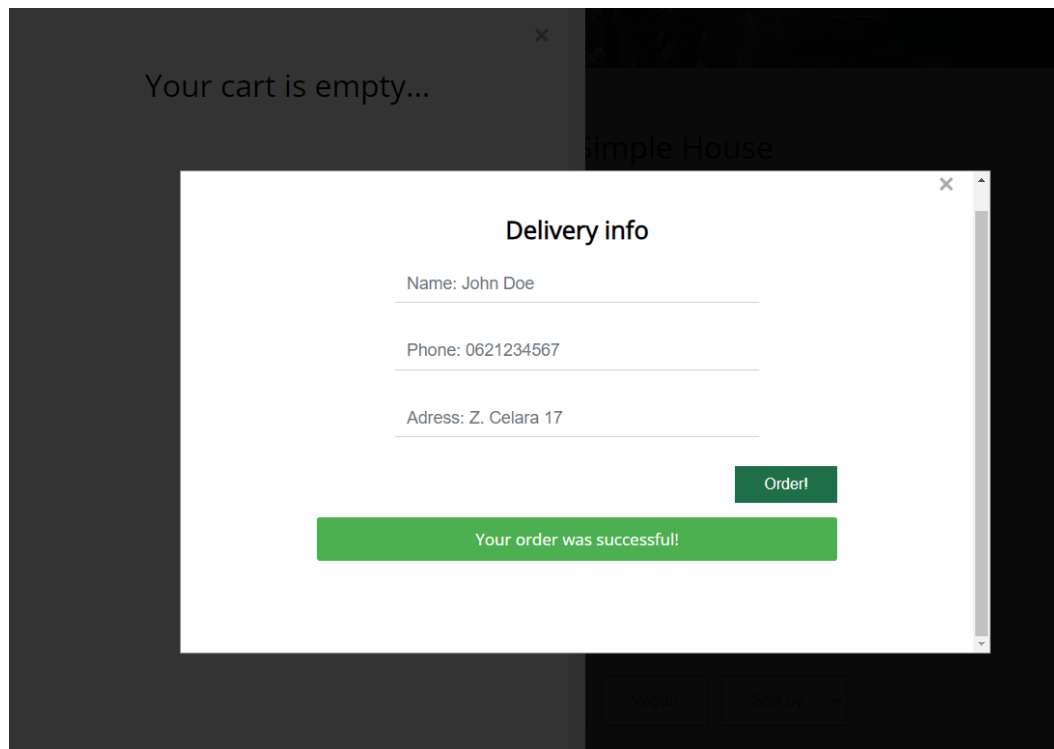 ×
Your cart is empty...
Simple House
×
Delivery info
Name: John Doe
Phone: 0621234567
Adress: Z. Celara 17
Order!
Your order was successful!
Vegan
Sort by